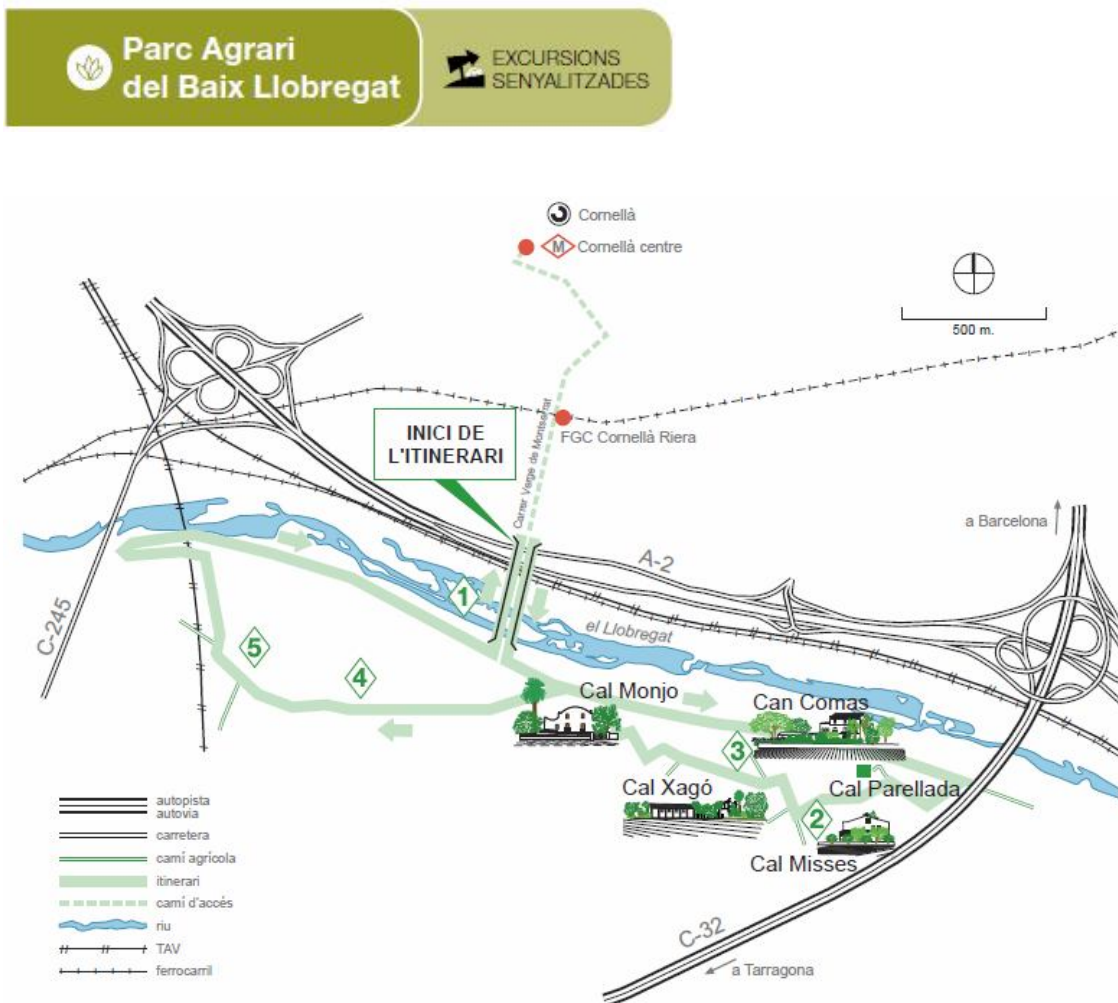 Parc Agrari
del Baix Llobregat
EXCURSIONS
SENYALITZADES
Cornellà
M Cornellà centre
500 m.
Carrer Verge de Montserrat
INICI DE
L'ITINERARI
FGC Cornellà Riera
a Barcelona
A-2
C-245
1
el Llobregat
5
4
Cal Monjo
Can Comas
3
Cal Xagó
Cal Parellada
2
Cal Misses
C-32
a Tarragona
autopista
autovia
carretera
camí agrícola
itinerari
camí d'accés
riu
TAV
ferrocarril